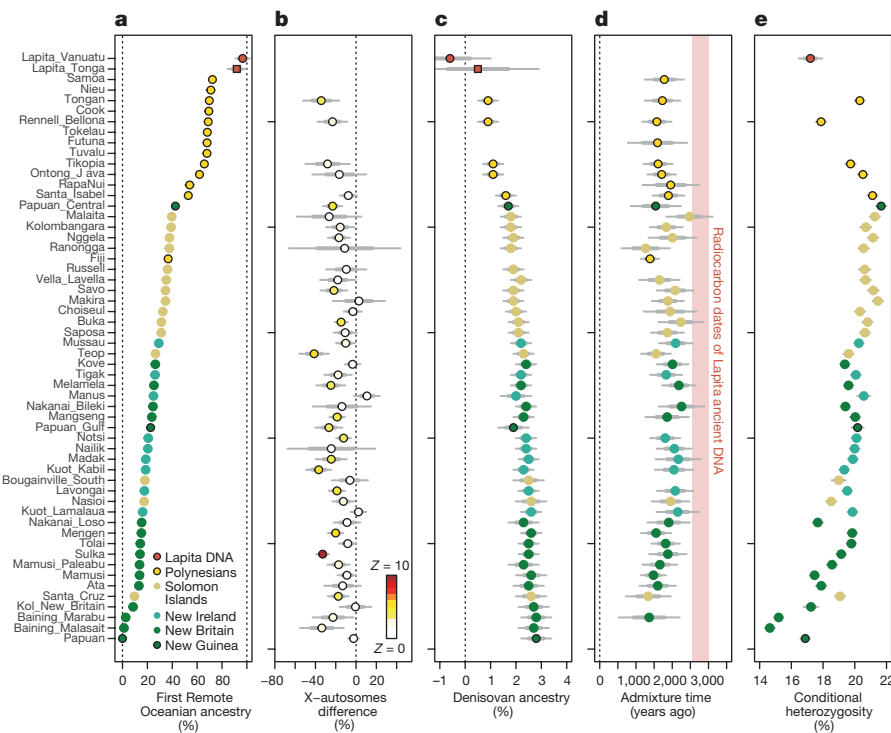 a b c d e
Lapita_Vanuatu
Lapita_Tonga
Samoa
Nieu
Tongan
Cook
Rennell_Bellona
Tokelau
Futuna
Tuvalu
Tikopia
Ontong_J ava
RapaNui
Santa_Isabel
Papuan_Central
Malaita
Kolombangara
Nggela
Ranongga
Fiji
Russell
Vella_Lavella
Savo
Makira
Choiseul
Buka
Saposa
Mussau
Teop
Kove
Tigak
Melamela
Manus
Nakanai_Bileki
Mangseng
Papuan_Gulf
Notsi
Nailik
Madak
Kuot_Kabil
Bougainville_South
Lavongai
Nasioi
Kuot_Lamalaua
Nakanai_Loso
Mengen
Tolai
Sulka
Mamusi_Paleabu
Mamusi
Ata
Santa_Cruz
Kol_New_Britain
Baining_Marabu
Baining_Malasait
Papuan
Lapita DNA
Polynesians
Solomon
Islands
New Ireland
New Britain
New Guinea
0 20 40 60 80
First Remote
Oceanian ancestry
(%)
Z = 10
Z = 0
−80 −40 0 40
X-autosomes
difference
(%)
−1 0 1 2 3 4
Denisovan ancestry
(%)
Radiocarbon dates of Lapita ancient DNA
0 1,000 2,000 3,000
Admixture time
(years ago)
14 16 18 20 22
Conditional
heterozygosity
(%)